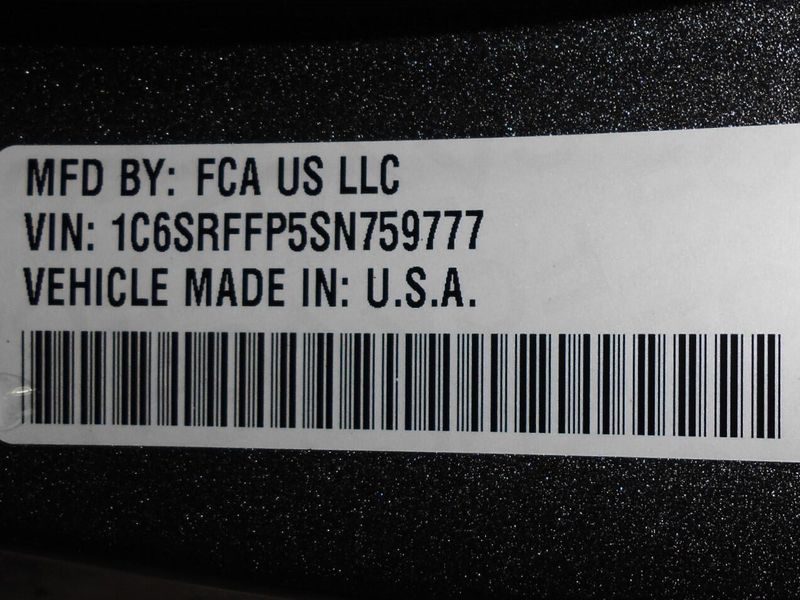 MFD BY: FCA US LLC
VIN: 1C6SRFFP5SN759777
VEHICLE MADE IN: U.S.A.